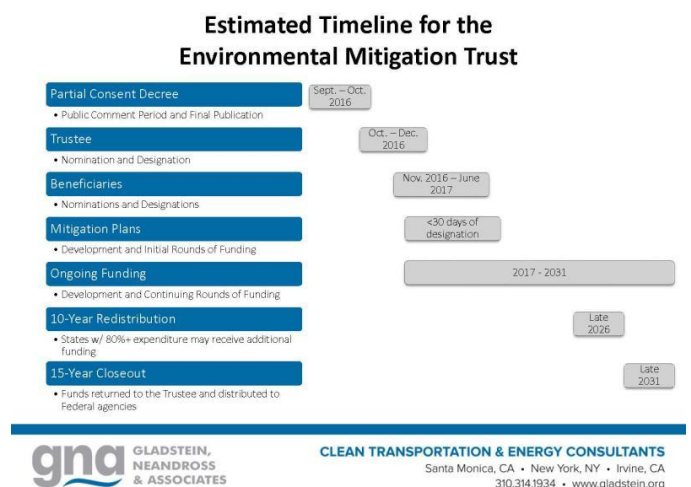 Estimated Timeline for the
Environmental Mitigation Trust
Partial Consent Decree
Sept. – Oct.
2016
• Public Comment Period and Final Publication
Trustee
Oct. – Dec.
2016
• Nomination and Designation
Beneficiaries
Nov. 2016 – June
2017
• Nominations and Designations
Mitigation Plans
<30 days of
designation
• Development and Initial Rounds of Funding
Ongoing Funding
2017 - 2031
• Development and Continuing Rounds of Funding
10-Year Redistribution
Late
2026
• States w/ 80%+ expenditure may receive additional
funding
15-Year Closeout
Late
2031
• Funds returned to the Trustee and distributed to
Federal agencies
gna
GLADSTEIN,
NEANDROSS
& ASSOCIATES
CLEAN TRANSPORTATION & ENERGY CONSULTANTS
Santa Monica, CA • New York, NY • Irvine, CA
310.314.1934 • www.gladstein.org